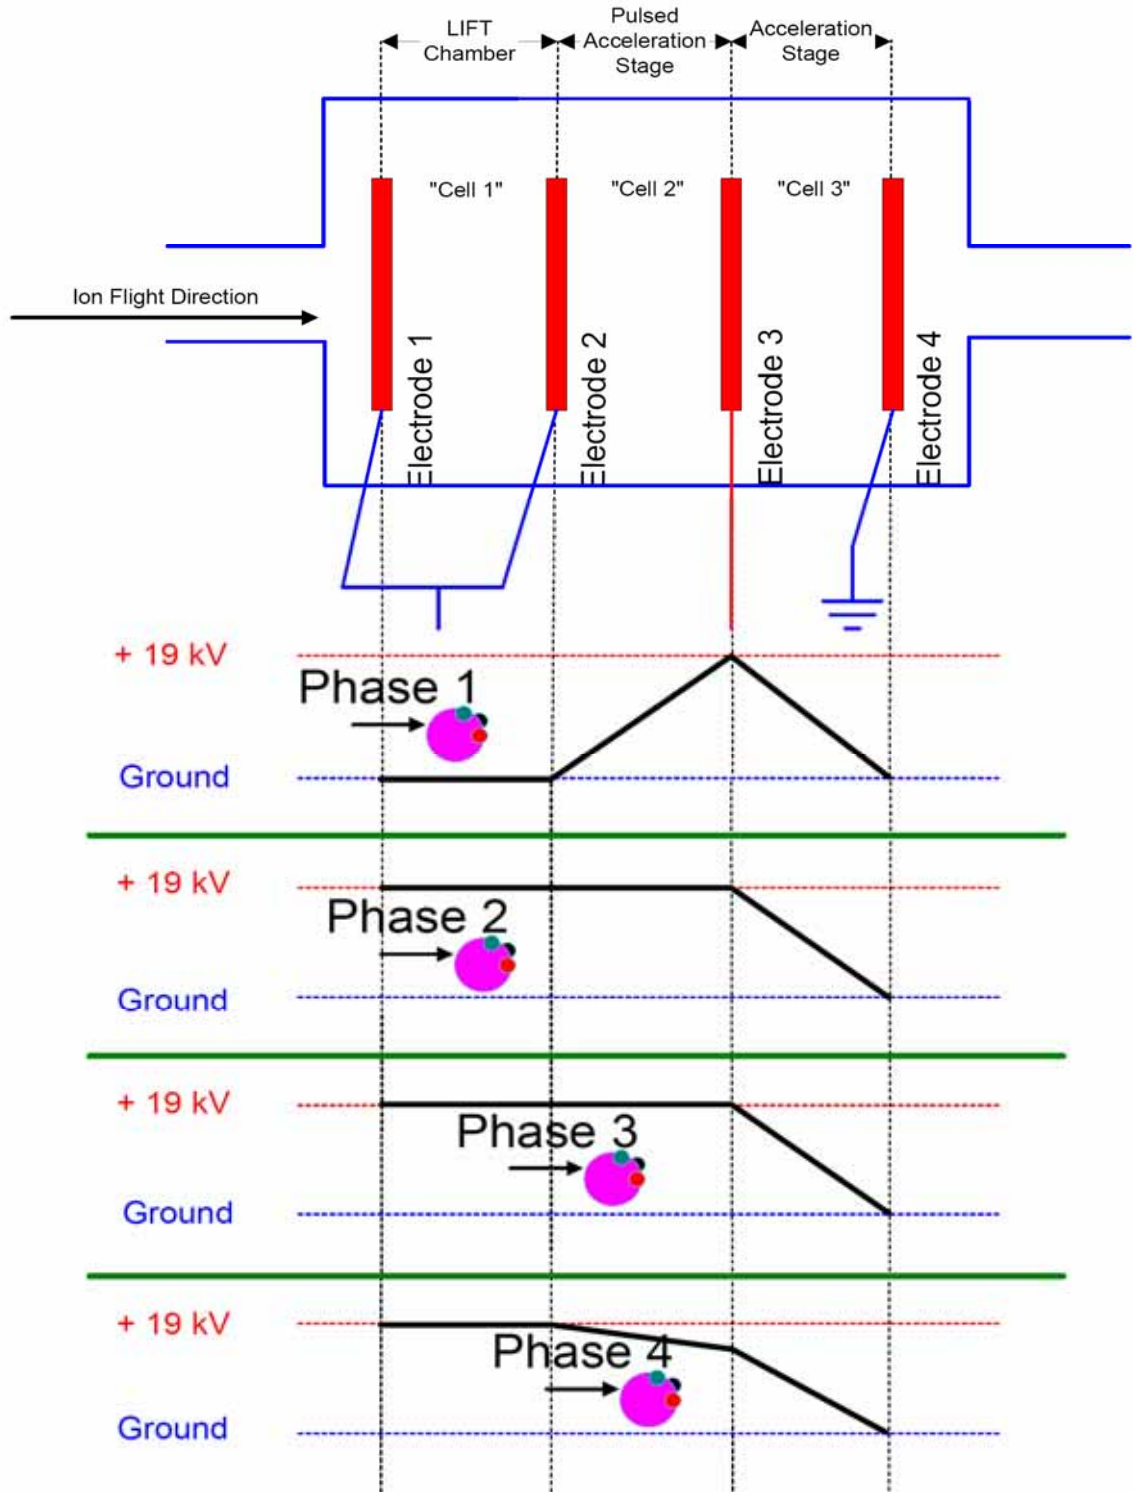 LIFT
Chamber
Pulsed
Acceleration
Stage
Acceleration
Stage
"Cell 1"
"Cell 2"
"Cell 3"
Ion Flight Direction
Electrode 1
Electrode 2
Electrode 3
Electrode 4
+ 19 kV
Phase 1
Ground
+ 19 kV
Phase 2
Ground
+ 19 kV
Phase 3
Ground
+ 19 kV
Phase 4
Ground